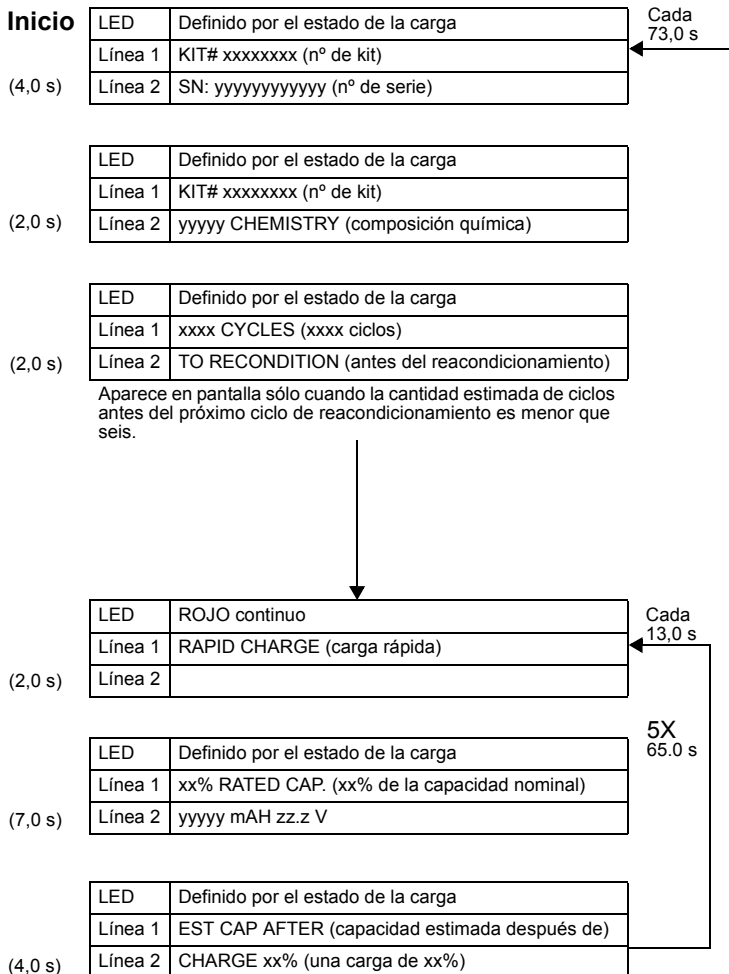 Inicio
LED Definido por el estado de la carga
Cada
73,0 s
Línea 1 KIT# xxxxxxxx (nº de kit)
(4,0 s) Línea 2 SN: yyyyyyyyyyyy (nº de serie)
LED Definido por el estado de la carga
Línea 1 KIT# xxxxxxxx (nº de kit)
(2,0 s) Línea 2 yyyyy CHEMISTRY (composición química)
LED Definido por el estado de la carga
Línea 1 xxxx CYCLES (xxxx ciclos)
(2,0 s) Línea 2 TO RECONDITION (antes del reacondicionamiento)
Aparece en pantalla sólo cuando la cantidad estimada de ciclos
antes del próximo ciclo de reacondicionamiento es menor que
seis.
LED ROJO continuo
Cada
13,0 s
Línea 1 RAPID CHARGE (carga rápida)
(2,0 s) Línea 2
5X
65.0 s
LED Definido por el estado de la carga
Línea 1 xx% RATED CAP. (xx% de la capacidad nominal)
(7,0 s) Línea 2 yyyyy mAH zz.z V
LED Definido por el estado de la carga
Línea 1 EST CAP AFTER (capacidad estimada después de)
(4,0 s) Línea 2 CHARGE xx% (una carga de xx%)